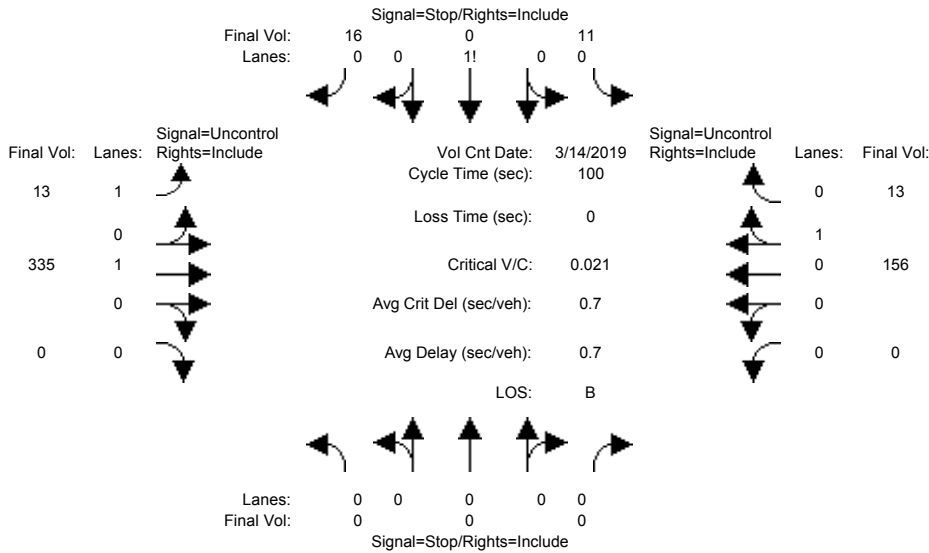 Signal=Stop/Rights=Include
Final Vol: 16 0 11
Lanes: 0 0 1! 0 0
Signal=Uncontrol
Final Vol: Lanes: Rights=Include
Vol Cnt Date: 3/14/2019
Signal=Uncontrol
Rights=Include Lanes: Final Vol:
Cycle Time (sec): 100
13 1
0 13
Loss Time (sec): 0
0
1
335 1
Critical V/C: 0.021
0 156
0
Avg Crit Del (sec/veh): 0.7
0
0 0
Avg Delay (sec/veh): 0.7
0 0
LOS: B
Lanes: 0 0 0 0 0
Final Vol: 0 0 0
Signal=Stop/Rights=Include